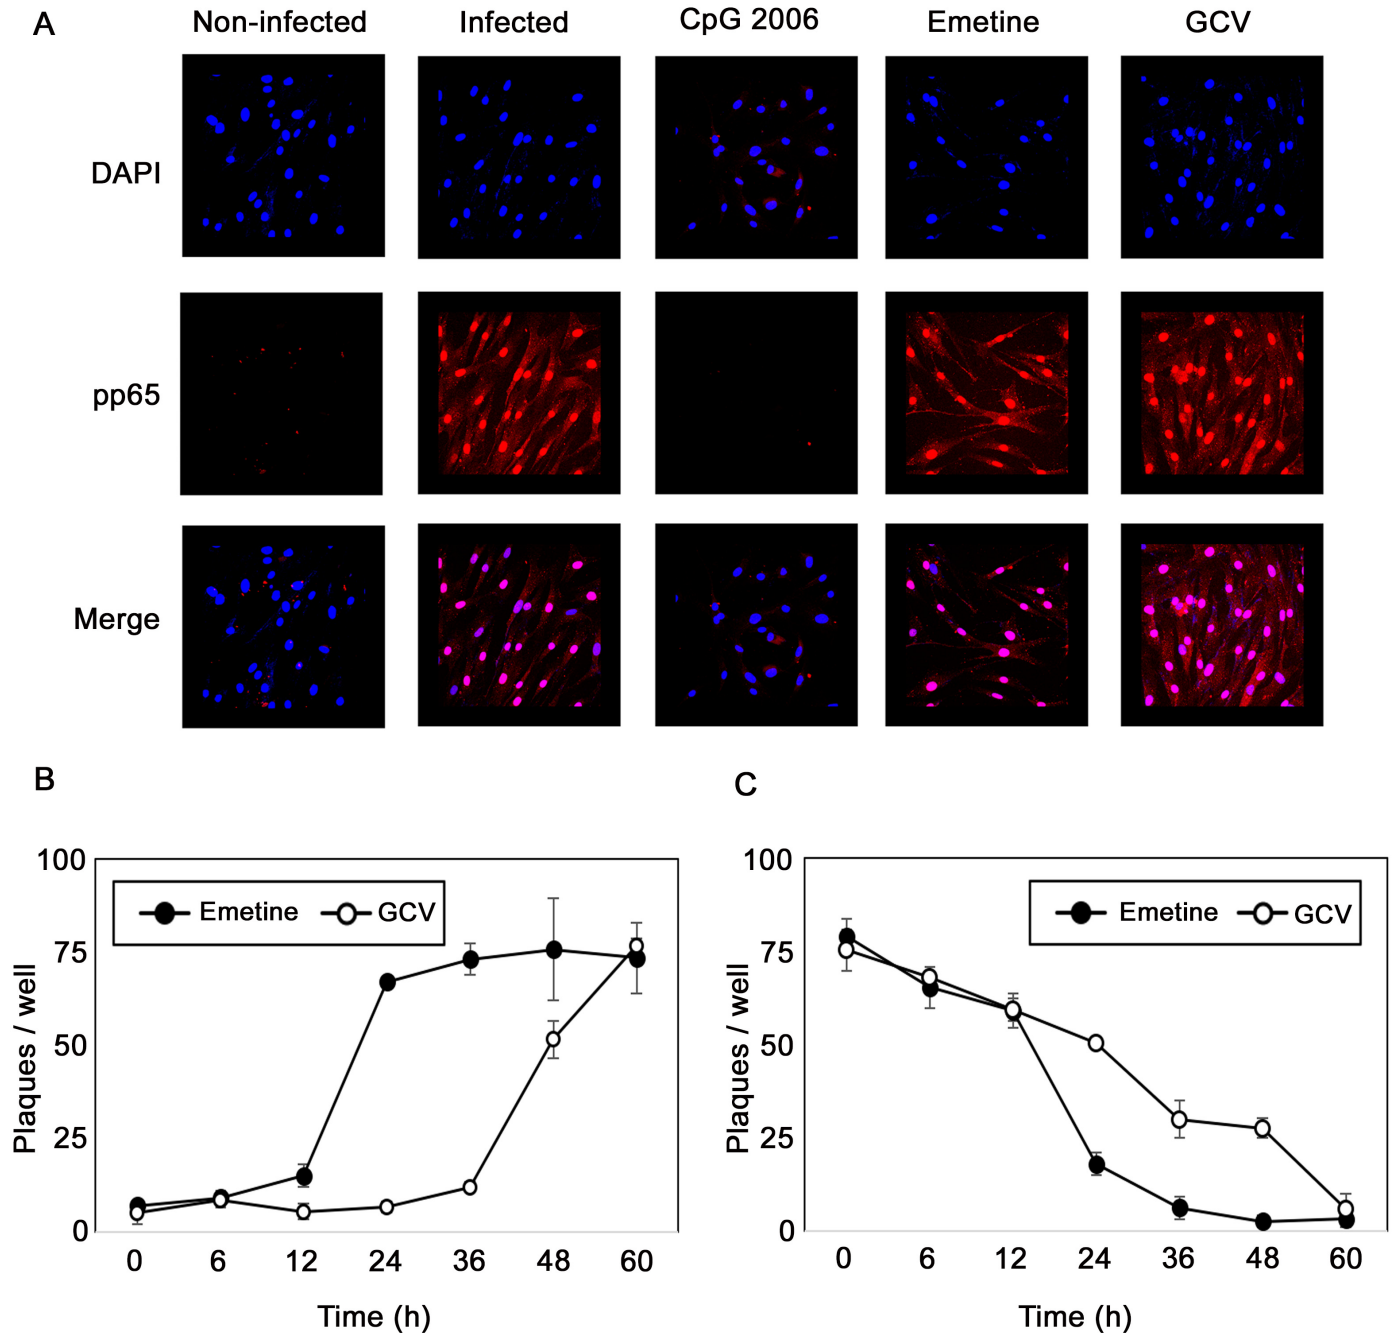 A
Non-infected Infected CpG 2006 Emetine GCV
DAPI
pp65
Merge
B
C
100
75
50
25
0
Plaques / well
Emetine GCV
0 6 12 24 36 48 60
Time (h)
100
75
50
25
0
Plaques / well
Emetine GCV
0 6 12 24 36 48 60
Time (h)